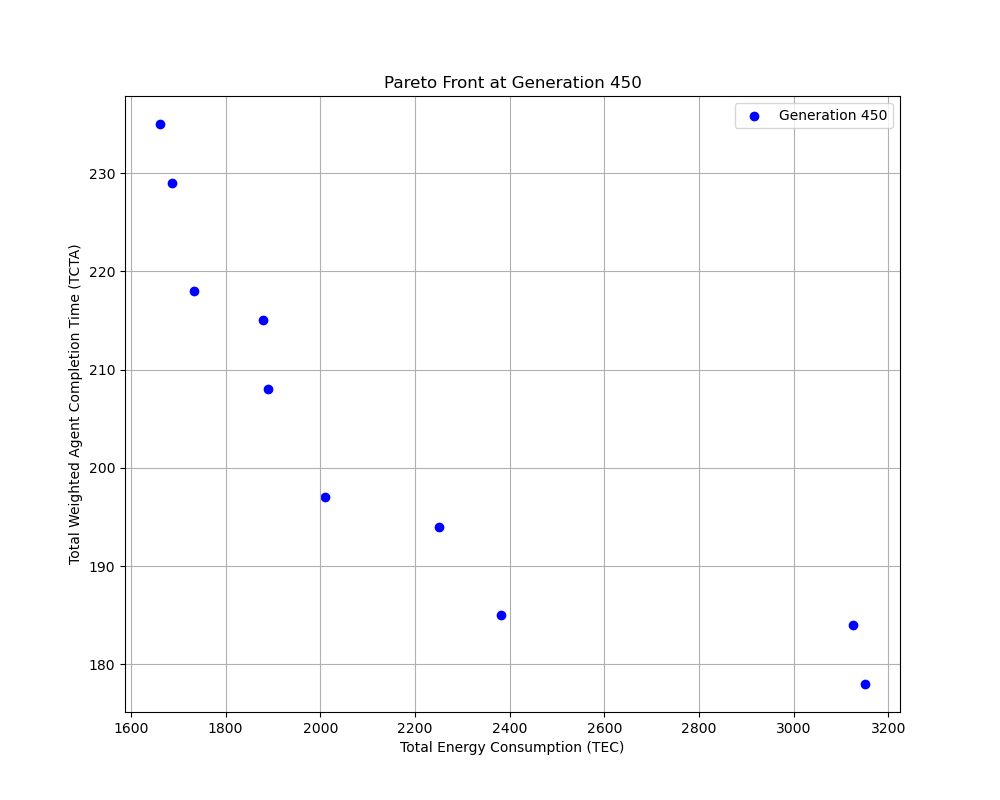 Pareto Front at Generation 450
Generation 450
Total Weighted Agent Completion Time (TCTA)
230
220
210
200
190
180
1600 1800 2000 2200 2400 2600 2800 3000 3200
Total Energy Consumption (TEC)